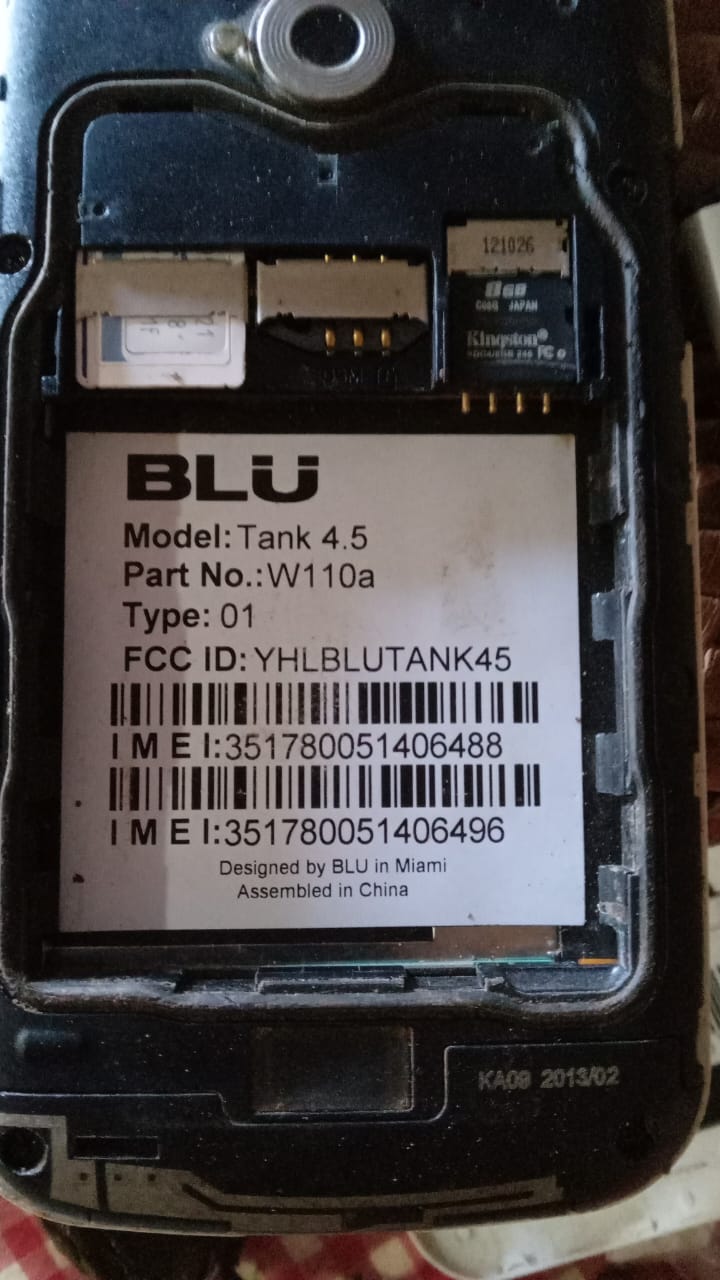 121026
8GB
JAPAN
Kingston
FC
BLU
Model: Tank 4.5
Part No.:W110a
Type: 01
FCC ID: YHLBLUTANK45
I M E I:351780051406488
I M E I:351780051406496
Designed by BLU in Miami
Assembled in China
KA09 2013/02